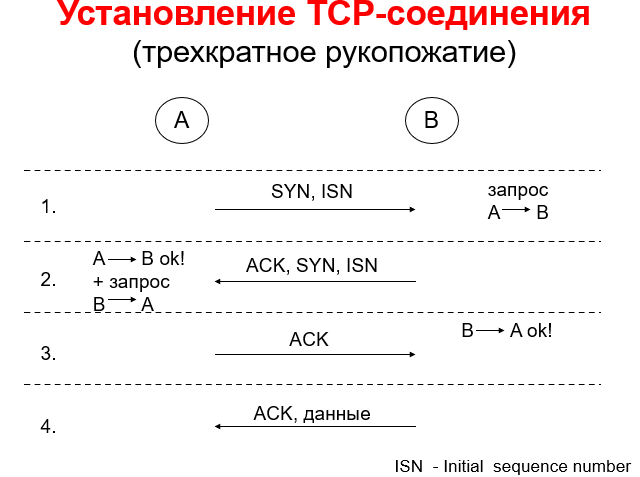 Установление TCP-соединения
(трехкратное рукопожатие)
A B
SYN, ISN запрос
1. A B
A B ok!
2. + запрос ACK, SYN, ISN
B A
3. ACK B A ok!
4. ACK, данные
ISN - Initial sequence number